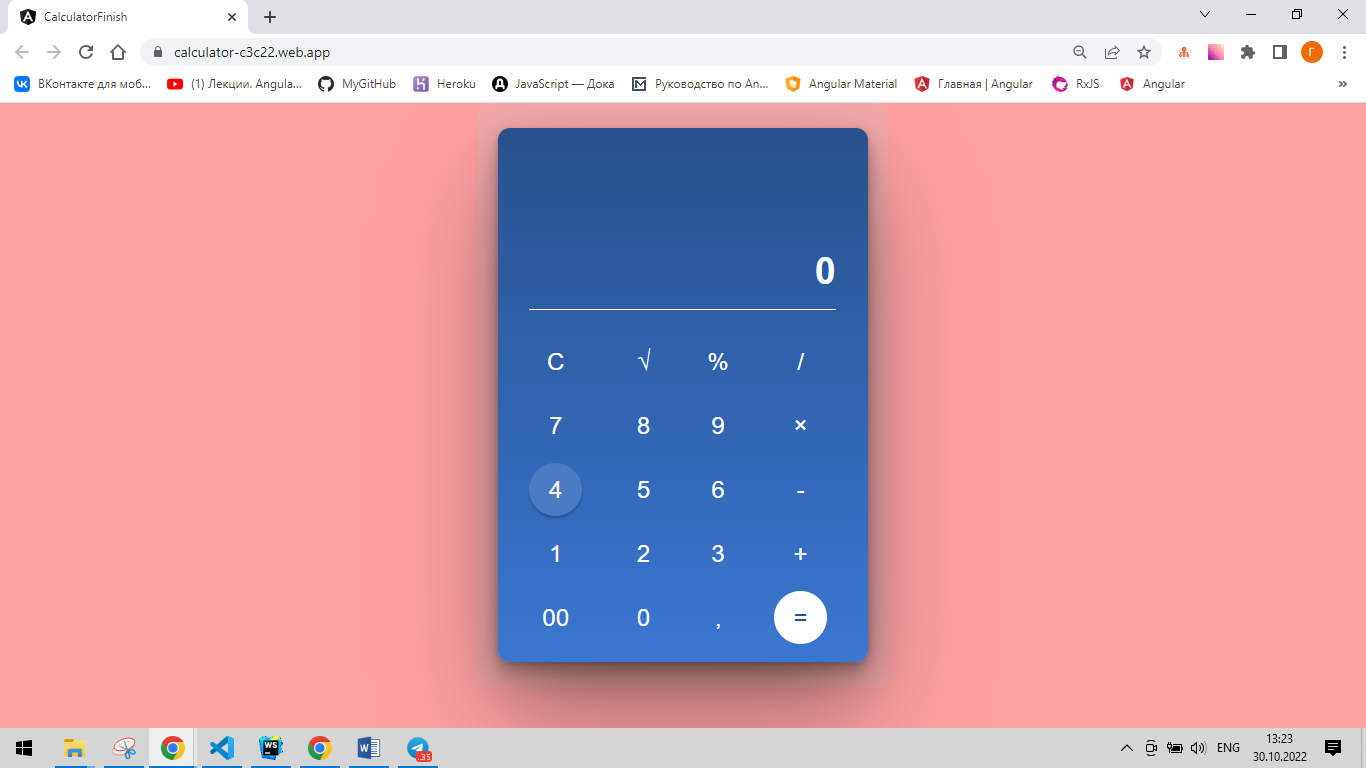 CalculatorFinish
calculator-c3c22.web.app
Г
ВКонтакте для моб...
(1) Лекции. Angula...
MyGitHub
Heroku
JavaScript — Дока
Руководство по An...
Angular Material
Главная | Angular
RxJS
Angular
0
C √ % /
7 8 9 ×
4 5 6 -
1 2 3 +
00 0 , =
WS
.35
ENG
13:23
30.10.2022